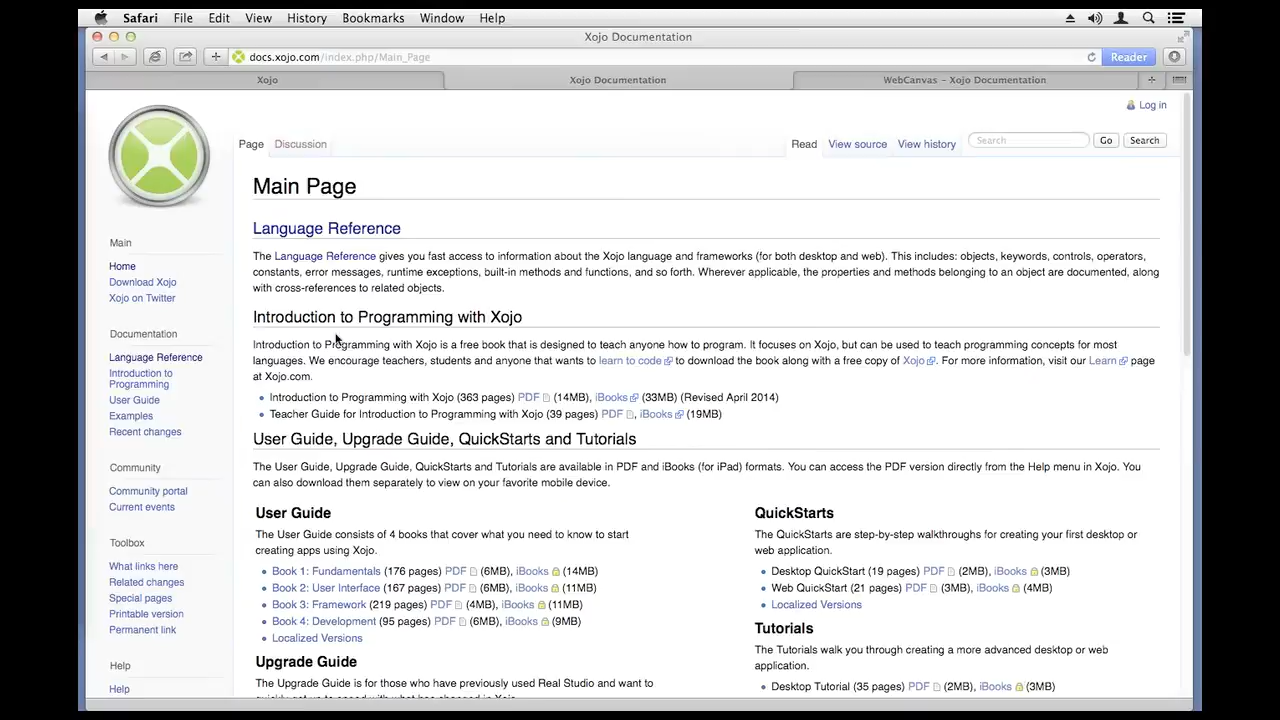 Safari File Edit View History Bookmarks Window Help
Xojo Documentation
docs.xojo.com/index.php/Main_Page
Reader
Xojo
Xojo Documentation
WebCanvas - Xojo Documentation
Log in
Page Discussion
Read View source View history
Search
Go
Search
Main
Home
Download Xojo
Xojo on Twitter
Documentation
Language Reference
Introduction to
Programming
User Guide
Examples
Recent changes
Community
Community portal
Current events
Toolbox
What links here
Related changes
Special pages
Printable version
Permanent link
Help
Help
Main Page
Language Reference
The Language Reference gives you fast access to information about the Xojo language and frameworks (for both desktop and web). This includes: objects, keywords, controls, operators,
constants, error messages, runtime exceptions, built-in methods and functions, and so forth. Wherever applicable, the properties and methods belonging to an object are documented, along
with cross-references to related objects.
Introduction to Programming with Xojo
Introduction to Programming with Xojo is a free book that is designed to teach anyone how to program. It focuses on Xojo, but can be used to teach programming concepts for most
languages. We encourage teachers, students and anyone that wants to learn to code to download the book along with a free copy of Xojo. For more information, visit our Learn page
at Xojo.com.
Introduction to Programming with Xojo (363 pages) PDF (14MB), iBooks (33MB) (Revised April 2014)
Teacher Guide for Introduction to Programming with Xojo (39 pages) PDF, iBooks (19MB)
User Guide, Upgrade Guide, QuickStarts and Tutorials
The User Guide, Upgrade Guide, QuickStarts and Tutorials are available in PDF and iBooks (for iPad) formats. You can access the PDF version directly from the Help menu in Xojo. You
can also download them separately to view on your favorite mobile device.
User Guide
The User Guide consists of 4 books that cover what you need to know to start
creating apps using Xojo.
Book 1: Fundamentals (176 pages) PDF (6MB), iBooks (14MB)
Book 2: User Interface (167 pages) PDF (6MB), iBooks (11MB)
Book 3: Framework (219 pages) PDF (4MB), iBooks (11MB)
Book 4: Development (95 pages) PDF (6MB), iBooks (9MB)
Localized Versions
Upgrade Guide
The Upgrade Guide is for those who have previously used Real Studio and want to
QuickStarts
The QuickStarts are step-by-step walkthroughs for creating your first desktop or
web application.
Desktop QuickStart (19 pages) PDF (2MB), iBooks (3MB)
Web QuickStart (21 pages) PDF (3MB), iBooks (4MB)
Localized Versions
Tutorials
The Tutorials walk you through creating a more advanced desktop or web
application.
Desktop Tutorial (35 pages) PDF (2MB), iBooks (3MB)